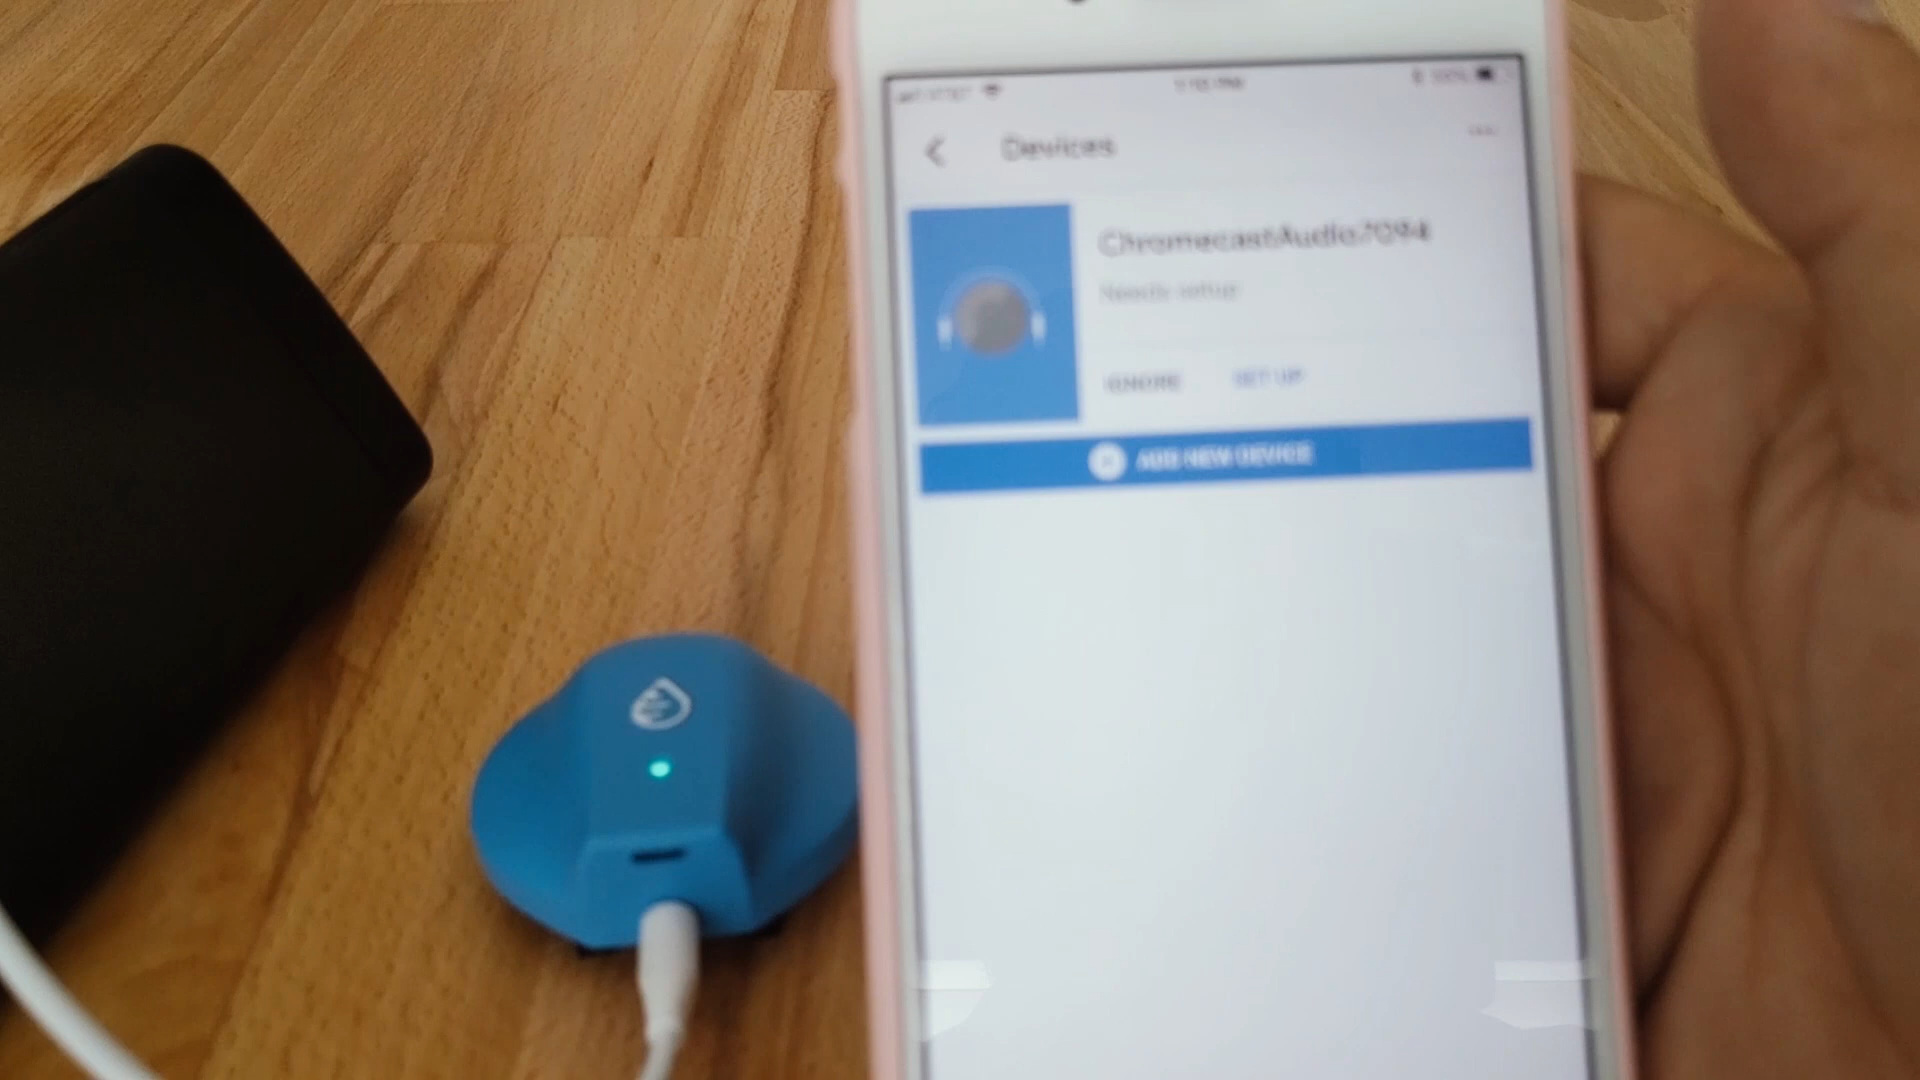 Devices
ChromecastAudio7094
Needs setup
IGNORE SET UP
ADD NEW DEVICE